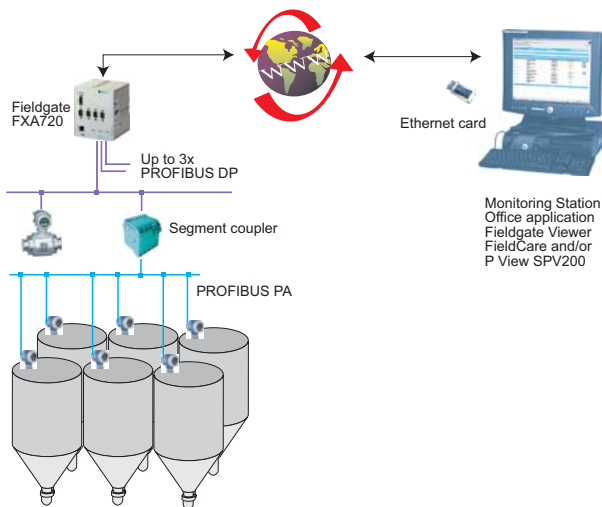 WWW
Fieldgate
FXA720
Ethernet card
Up to 3x
PROFIBUS DP
Segment coupler
Monitoring Station
Office application
Fieldgate Viewer
FieldCare and/or
P View SPV200
PROFIBUS PA